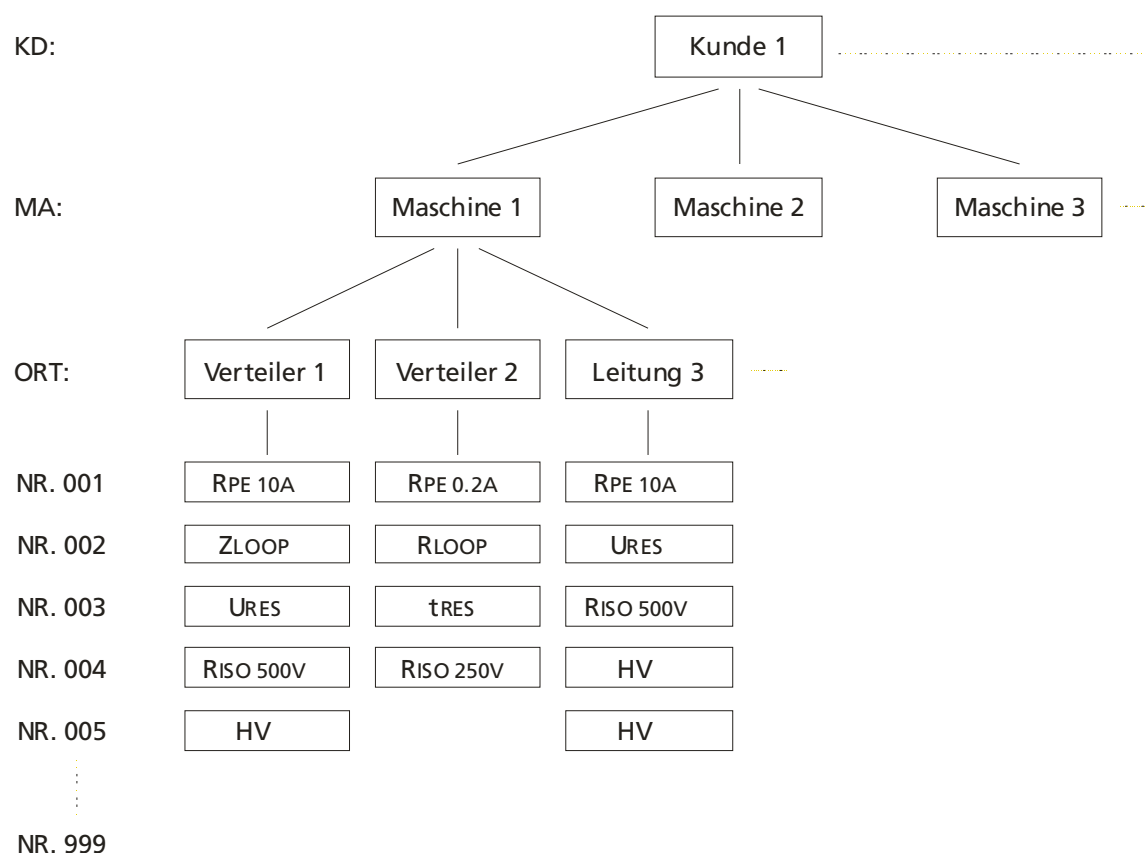 KD: Kunde 1
MA: Maschine 1 Maschine 2 Maschine 3
ORT: Verteiler 1 Verteiler 2 Leitung 3
NR. 001 RPE 10A RPE 0.2A RPE 10A
NR. 002 ZLOOP RLOOP URES
NR. 003 URES tRES RISO 500V
NR. 004 RISO 500V RISO 250V HV
NR. 005 HV HV
NR. 999